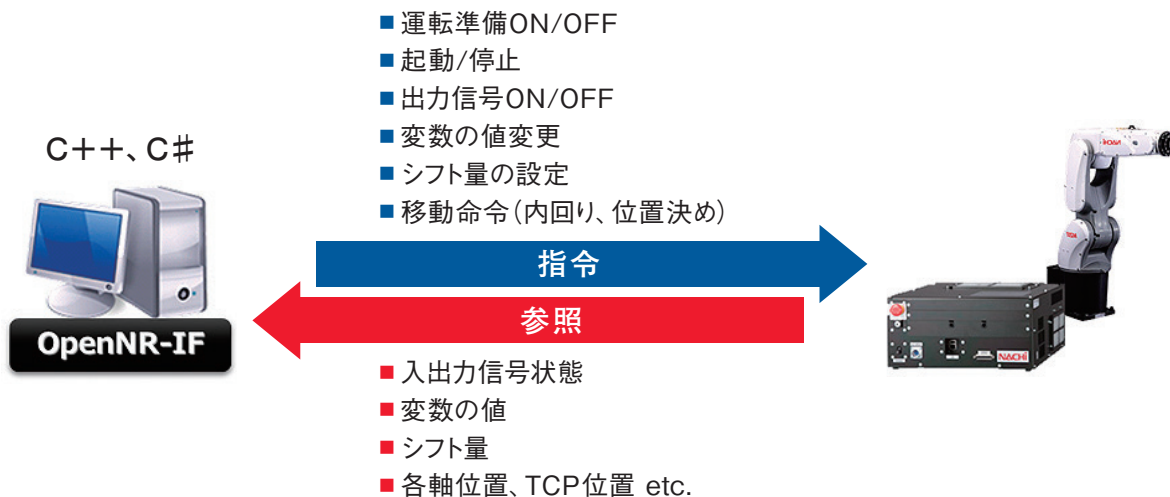 ■ 運転準備ON/OFF
■ 起動/停止
■ 出力信号ON/OFF
■ 変数の値変更
■ シフト量の設定
■ 移動命令(内回り、位置決め)
C++、C♯
OpenNR-IF
指令
参照
■ 入出力信号状態
■ 変数の値
■ シフト量
■ 各軸位置、TCP位置 etc.
NACHI